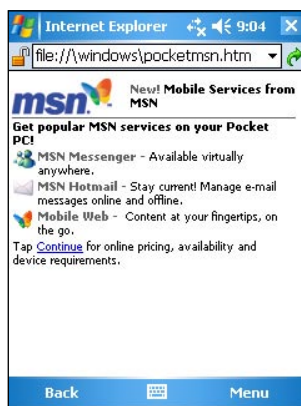 Internet Explorer 9:04
file://\windows\pocketmsn.htm
msn
New! Mobile Services from
MSN
Get popular MSN services on your Pocket
PC!
MSN Messenger - Available virtually
anywhere.
MSN Hotmail - Stay current! Manage e-mail
messages online and offline.
Mobile Web - Content at your fingertips, on
the go.
Tap Continue for online pricing, availability and
device requirements.
Back Menu